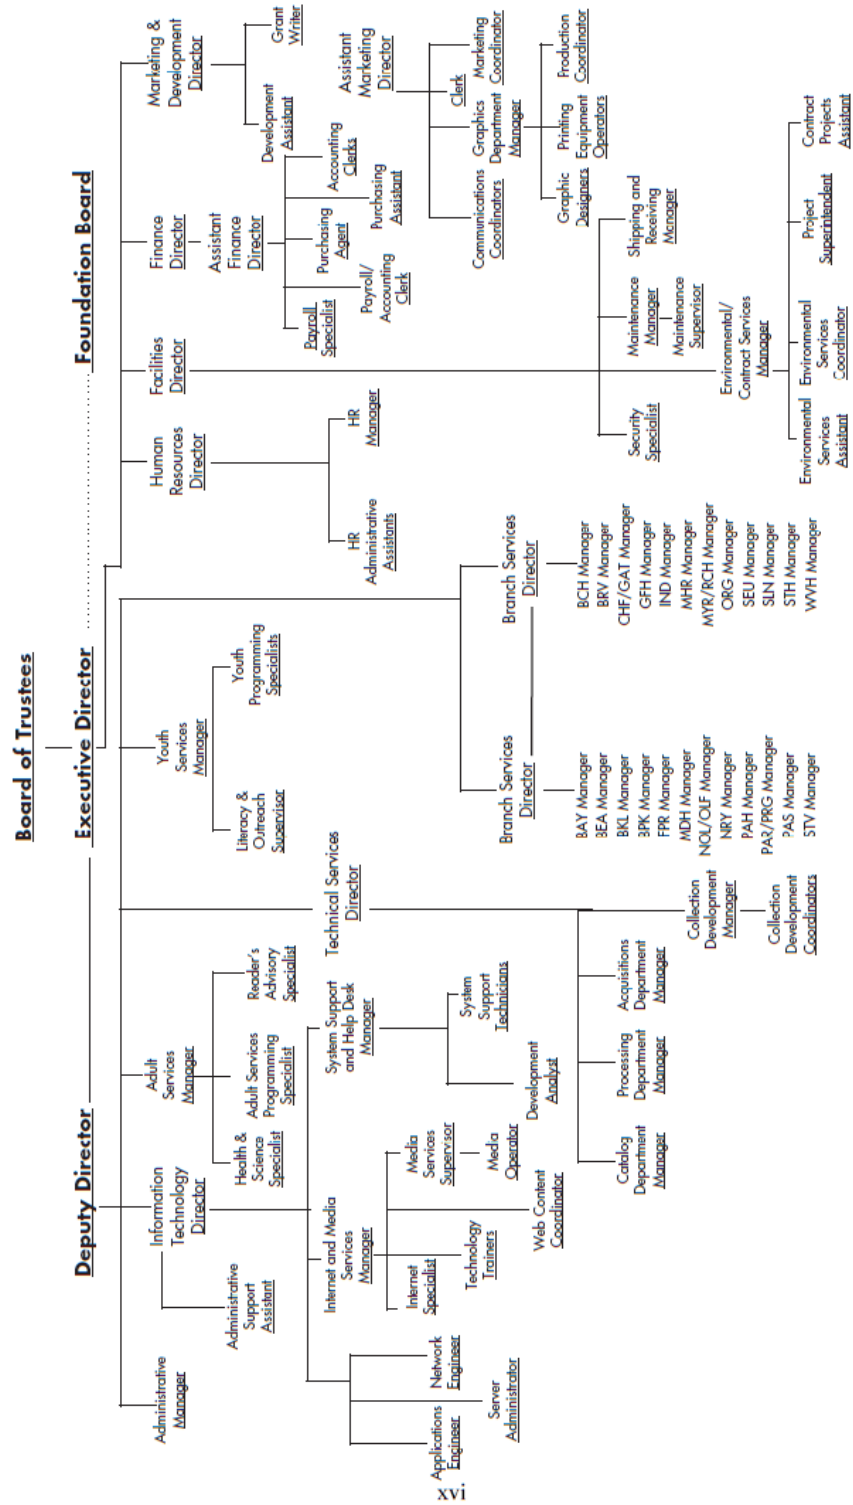 Board of Trustees
Deputy Director
Executive Director
Foundation Board
Administrative
Manager
Information
Technology
Director
Adult
Services
Manager
Youth
Services
Manager
Human
Resources
Director
Facilities
Director
Finance
Director
Marketing &
Development
Director
Administrative
Support
Assistant
Health &
Science
Specialist
Adult Services
Programming
Specialist
Reader's
Advisory
Specialist
Literacy &
Outreach
Supervisor
Youth
Programming
Specialists
Assistant
Finance
Director
Development
Assistant
Grant
Writer
Internet and Media
Services
Manager
System Support
and Help Desk
Manager
Technical Services
Director
HR
Administrative
Assistants
HR
Manager
Payroll
Specialist
Payroll/
Accounting
Clerk
Purchasing
Agent
Purchasing
Assistant
Accounting
Clerks
Assistant
Marketing
Director
Applications
Engineer
Server
Administrator
Network
Engineer
Internet
Specialist
Technology
Trainers
Web Content
Coordinator
Media
Services
Supervisor
Media
Operator
Development
Analyst
System
Support
Technicians
Communications
Coordinators
Graphics
Department
Manager
Clerk
Marketing
Coordinator
Graphic
Designers
Printing
Equipment
Operators
Production
Coordinator
Branch Services
Director
BAY Manager
BEA Manager
BKL Manager
BPK Manager
FPR Manager
MDH Manager
NOL/OLF Manager
NRY Manager
PAH Manager
PAR/PRG Manager
PAS Manager
STV Manager
Branch Services
Director
BCH Manager
BRV Manager
CHF/GAT Manager
GFH Manager
IND Manager
MHR Manager
MYR/RCH Manager
ORG Manager
SEU Manager
SLN Manager
STH Manager
WVH Manager
Catalog
Department
Manager
Processing
Department
Manager
Acquisitions
Department
Manager
Collection
Development
Manager
Collection
Development
Coordinators
Security
Specialist
Maintenance
Manager
Maintenance
Supervisor
Shipping and
Receiving
Manager
Environmental/
Contract Services
Manager
Environmental
Services
Assistant
Environmental
Services
Coordinator
Project
Superintendent
Contract
Projects
Assistant
xvi